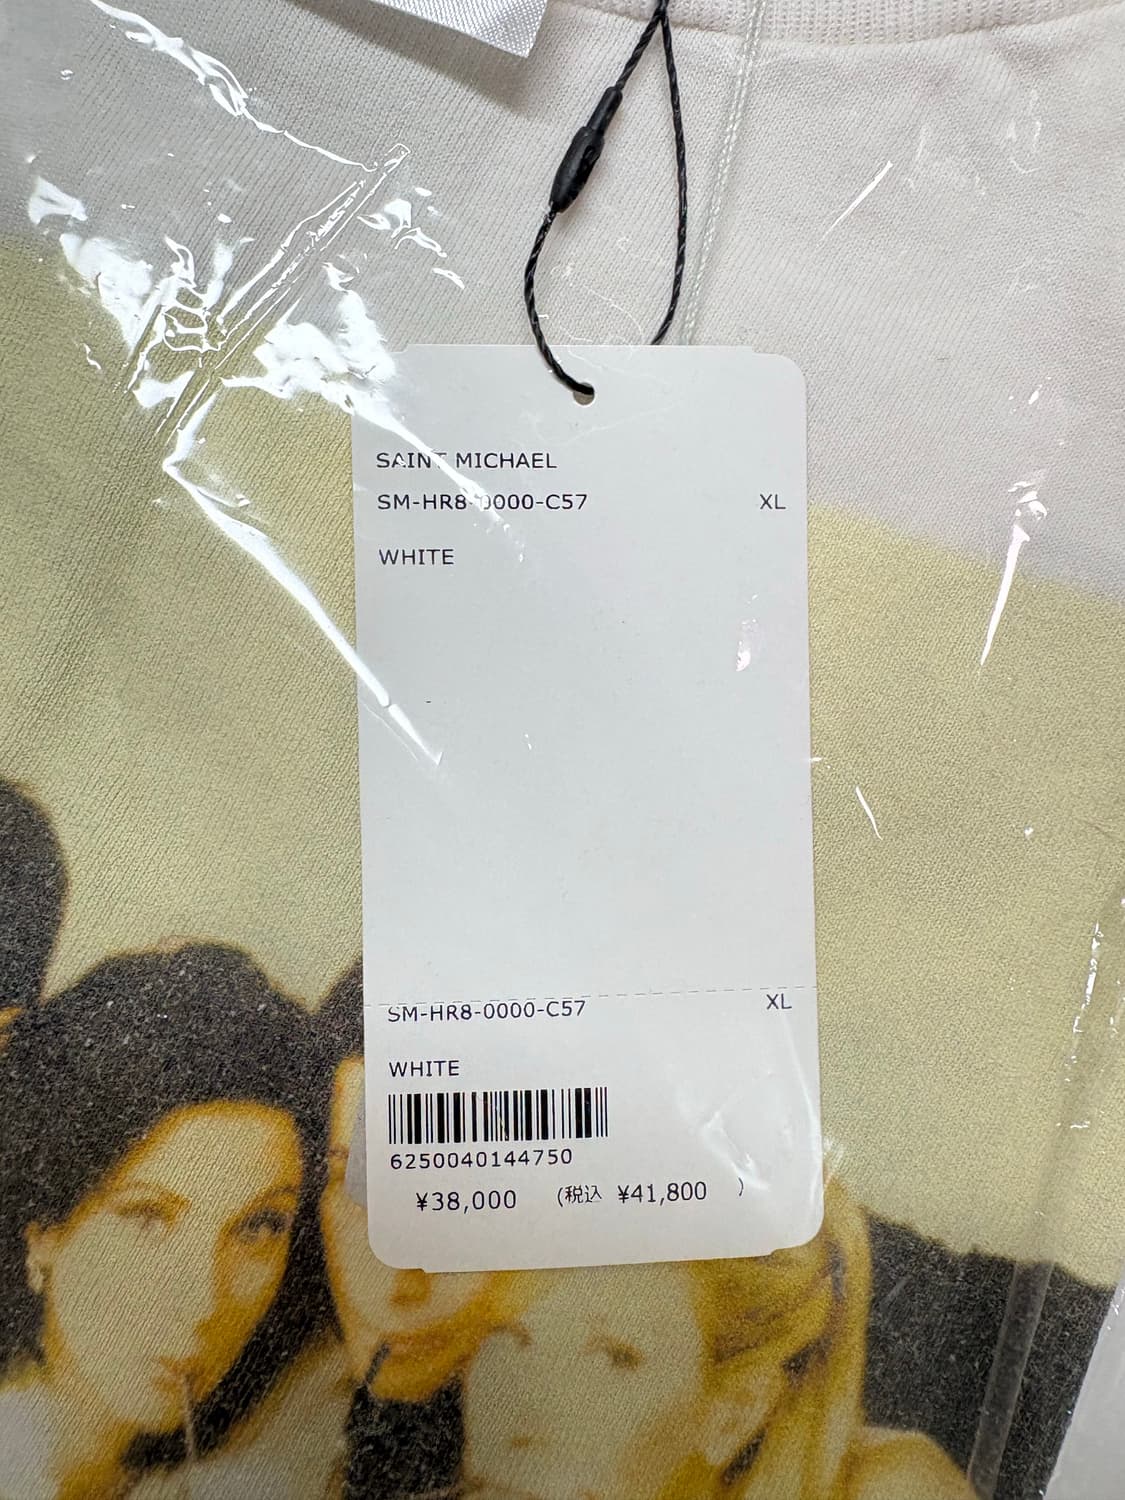 SAINT MICHAEL
SM-HR8-0000-C57 XL
WHITE
SM-HR8-0000-C57 XL
WHITE
6250040144750
¥38,000 (税込 ¥41,800 )